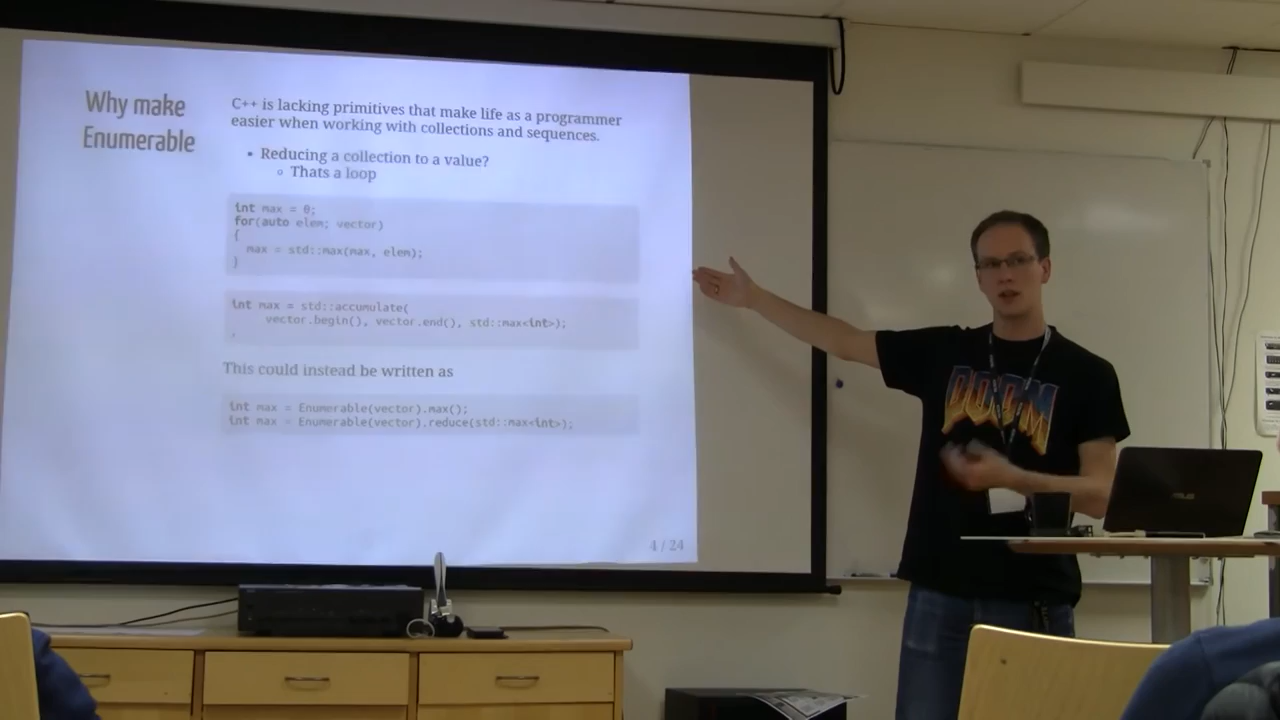 Why make
Enumerable
C++ is lacking primitives that make life as a programmer
easier when working with collections and sequences.
• Reducing a collection to a value?
○ Thats a loop
int max = 0;
for(auto elem; vector)
{
max = std::max(max, elem);
}
int max = std::accumulate(
vector.begin(), vector.end(), std::max<int>);
This could instead be written as
int max = Enumerable(vector).max();
int max = Enumerable(vector).reduce(std::max<int>);
4 / 24
DOOM
ASUS